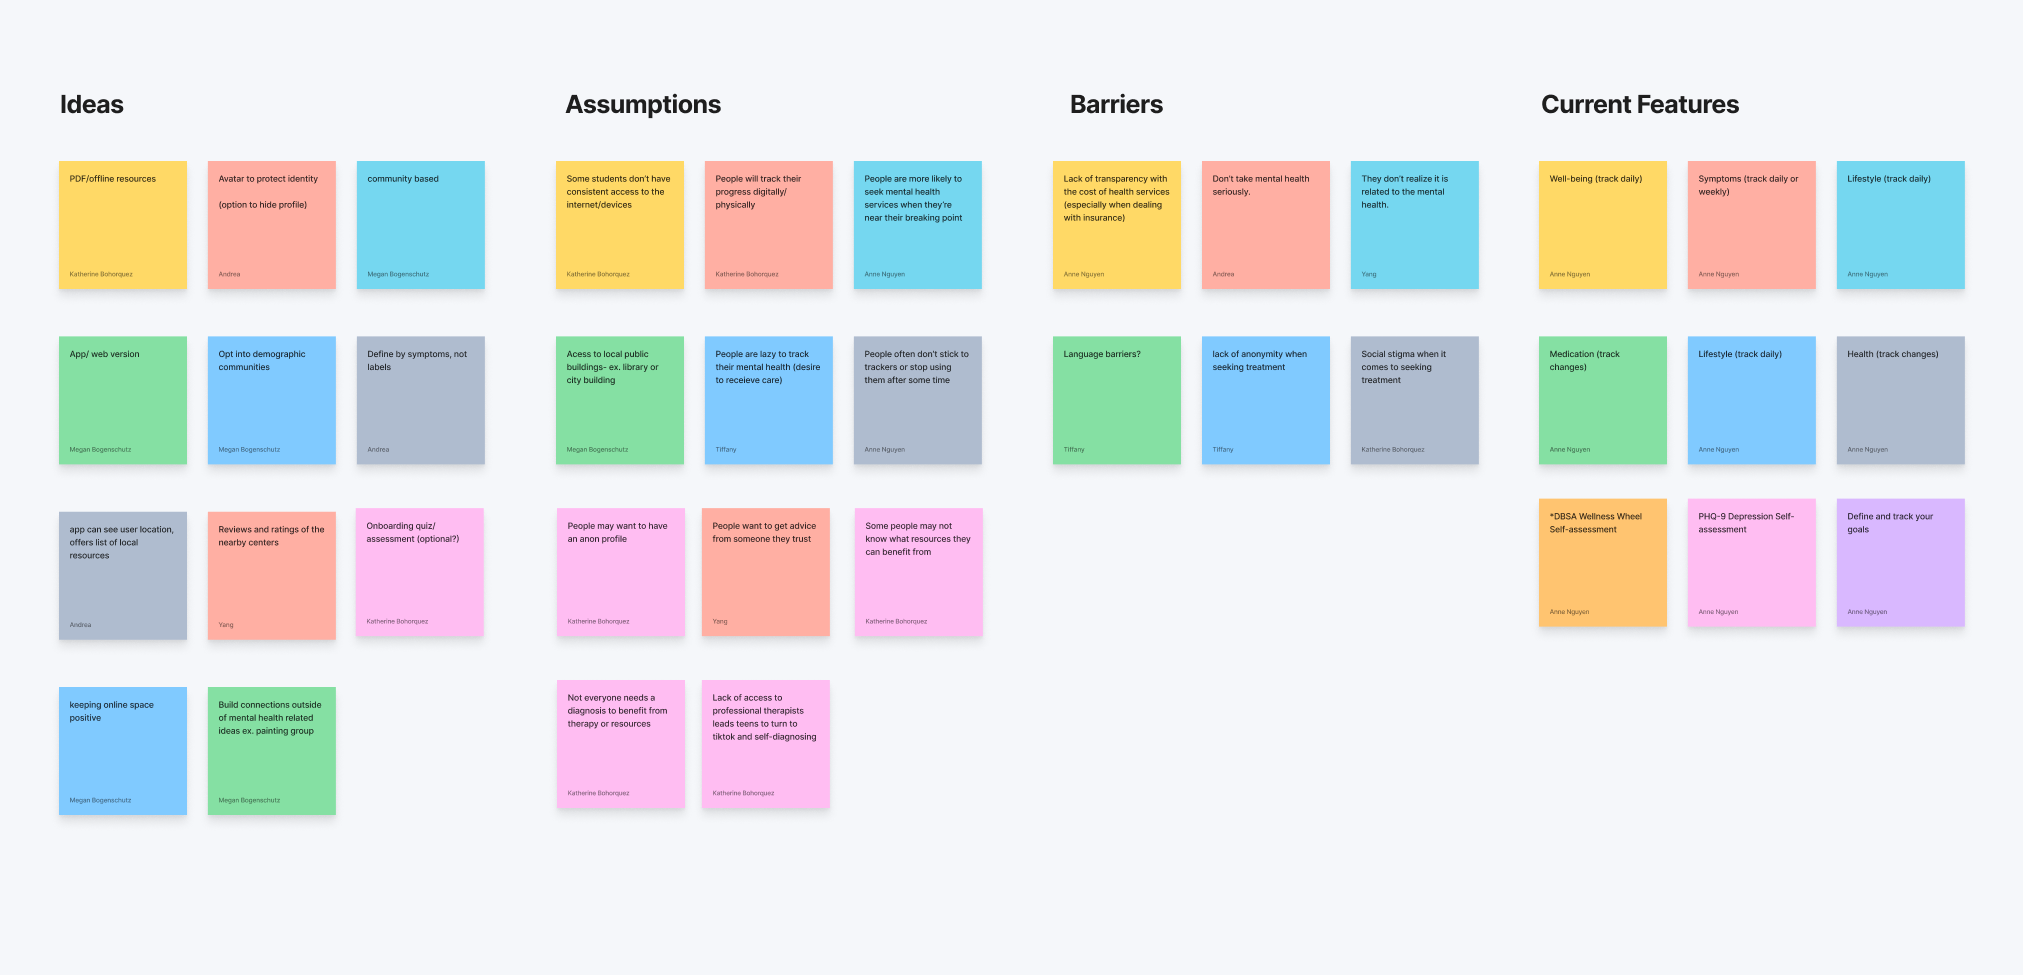 Ideas
PDF/offline resources
Katherine Bohorquez
Avatar to protect identity
(option to hide profile)
Andrea
community based
Megan Bogenschutz
App/ web version
Megan Bogenschutz
Opt into demographic
communities
Megan Bogenschutz
Define by symptoms, not
labels
Andrea
app can see user location,
offers list of local
resources
Andrea
Reviews and ratings of the
nearby centers
Yang
Onboarding quiz/
assessment (optional?)
Katherine Bohorquez
keeping online space
positive
Megan Bogenschutz
Build connections outside
of mental health related
ideas ex. painting group
Megan Bogenschutz
Assumptions
Some students don't have
consistent access to the
internet/devices
Katherine Bohorquez
People will track their
progress digitally/
physically
Katherine Bohorquez
People are more likely to
seek mental health
services when they're
near their breaking point
Anne Nguyen
Acess to local public
buildings- ex. library or
city building
Megan Bogenschutz
People are lazy to track
their mental health (desire
to receieve care)
Tiffany
People often don't stick to
trackers or stop using
them after some time
Anne Nguyen
People may want to have
an anon profile
Katherine Bohorquez
People want to get advice
from someone they trust
Yang
Some people may not
know what resources they
can benefit from
Katherine Bohorquez
Not everyone needs a
diagnosis to benefit from
therapy or resources
Katherine Bohorquez
Lack of access to
professional therapists
leads teens to turn to
tiktok and self-diagnosing
Katherine Bohorquez
Barriers
Lack of transparency with
the cost of health services
(especially when dealing
with insurance)
Anne Nguyen
Don't take mental health
seriously.
Andrea
They don't realize it is
related to the mental
health.
Yang
Language barriers?
Tiffany
lack of anonymity when
seeking treatment
Tiffany
Social stigma when it
comes to seeking
treatment
Katherine Bohorquez
Current Features
Well-being (track daily)
Anne Nguyen
Symptoms (track daily or
weekly)
Anne Nguyen
Lifestyle (track daily)
Anne Nguyen
Medication (track
changes)
Anne Nguyen
Lifestyle (track daily)
Anne Nguyen
Health (track changes)
Anne Nguyen
*DBSA Wellness Wheel
Self-assessment
Anne Nguyen
PHQ-9 Depression Self-
assessment
Anne Nguyen
Define and track your
goals
Anne Nguyen